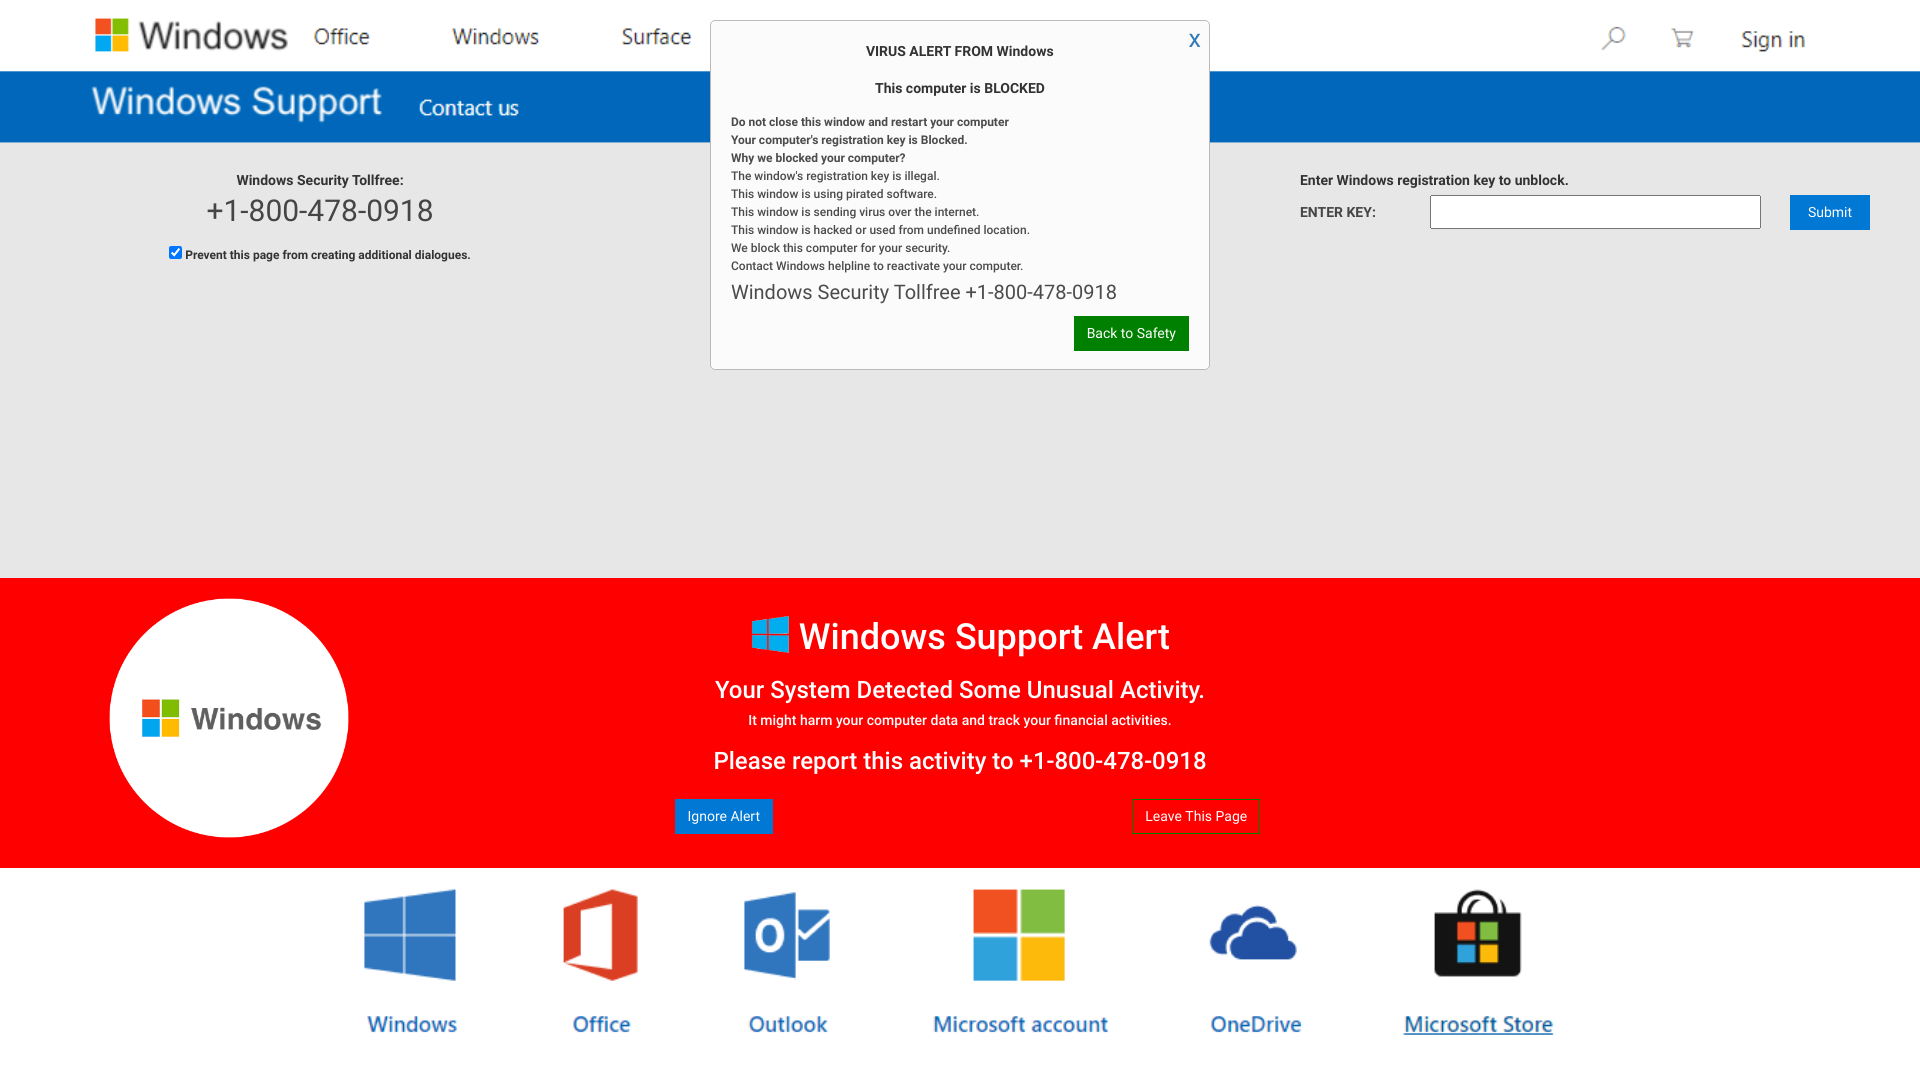 Windows Office Windows Surface Sign in
Windows Support Contact us
Windows Security Tollfree:
+1-800-478-0918
Prevent this page from creating additional dialogues.
X
VIRUS ALERT FROM Windows
This computer is BLOCKED
Do not close this window and restart your computer
Your computer's registration key is Blocked.
Why we blocked your computer?
The window's registration key is illegal.
This window is using pirated software.
This window is sending virus over the internet.
This window is hacked or used from undefined location.
We block this computer for your security.
Contact Windows helpline to reactivate your computer.
Windows Security Tollfree +1-800-478-0918
Back to Safety
Enter Windows registration key to unblock.
ENTER KEY:
Submit
Windows
Windows Support Alert
Your System Detected Some Unusual Activity.
It might harm your computer data and track your financial activities.
Please report this activity to +1-800-478-0918
Ignore Alert
Leave This Page
Windows Office Outlook Microsoft account OneDrive Microsoft Store